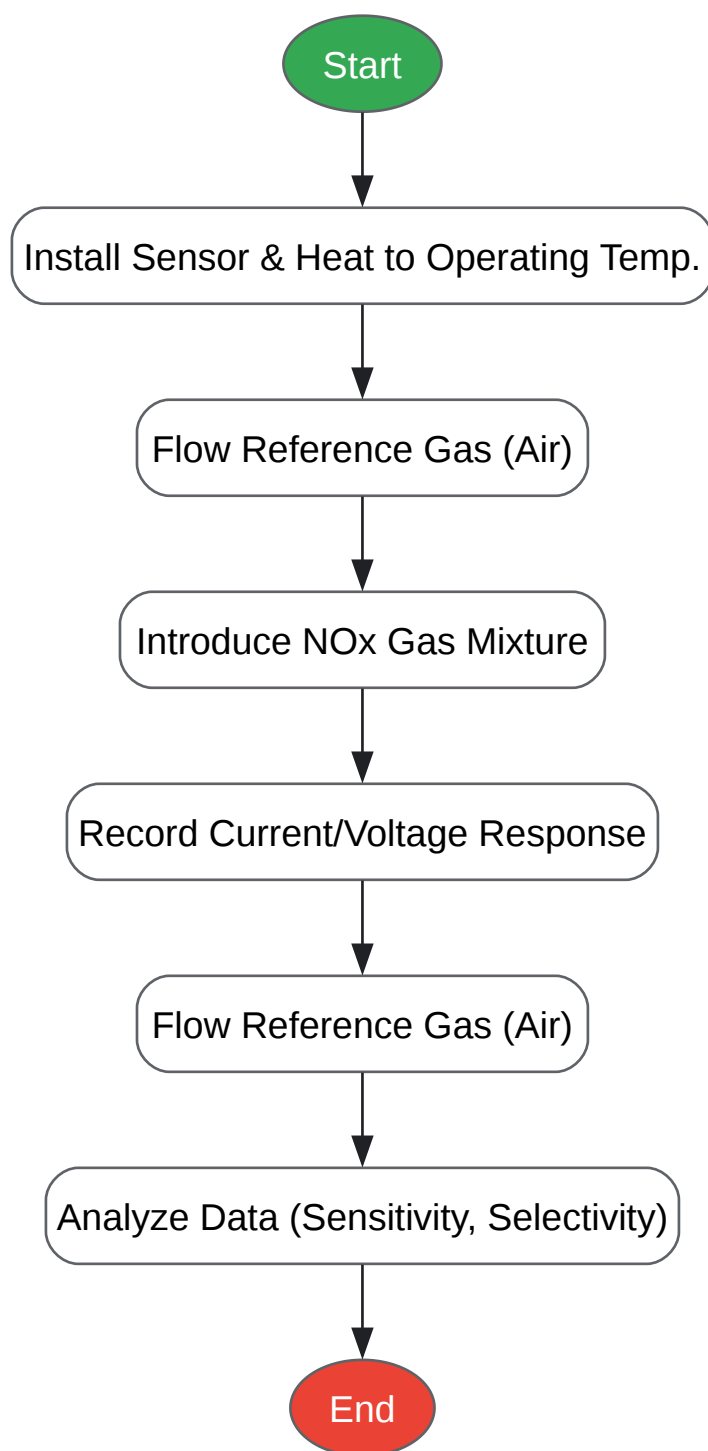 Start
Install Sensor & Heat to Operating Temp.
Flow Reference Gas (Air)
Introduce NOx Gas Mixture
Record Current/Voltage Response
Flow Reference Gas (Air)
Analyze Data (Sensitivity, Selectivity)
End